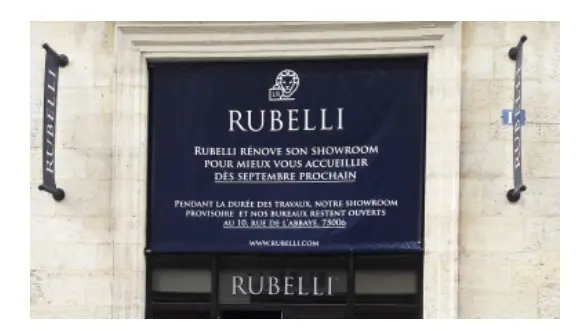 RUBELLI
RUBELLI
RUBELLI RÉNOVE SON SHOWROOM
POUR MIEUX VOUS ACCUEILLIR
DÈS SEPTEMBRE PROCHAIN
PENDANT LA DURÉE DES TRAVAUX, NOTRE SHOWROOM
PROVISOIRE ET NOS BUREAUX RESTENT OUVERTS
AU 10, RUE DE L'ABBAYE, 75006
WWW.RUBELLI.COM
RUBELLI
RUBELLI